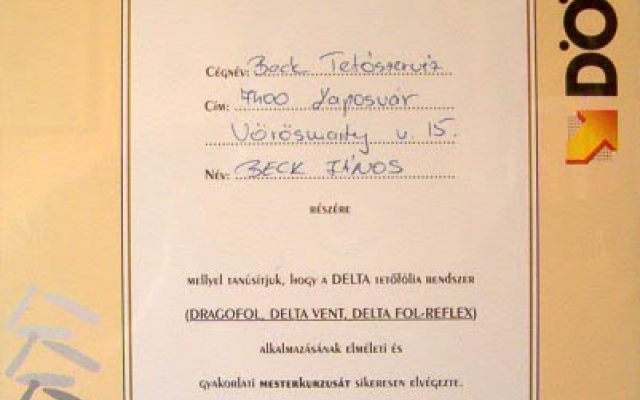 Cégnév: Beck Tetőszerviz
Cím: 7400 Kaposvár
Vörösmarty u. 15.
Név: BECK JÁNOS
RÉSZÉRE
MELLYEL TANÚSÍTJUK, HOGY A DELTA TETŐFÓLIA RENDSZER
(DRAGOFOL, DELTA VENT, DELTA FOL-REFLEX)
ALKALMAZÁSÁNAK ELMÉLETI ÉS
GYAKORLATI MESTERKURZUSÁT SIKERESEN ELVÉGEZTE.
DÖ